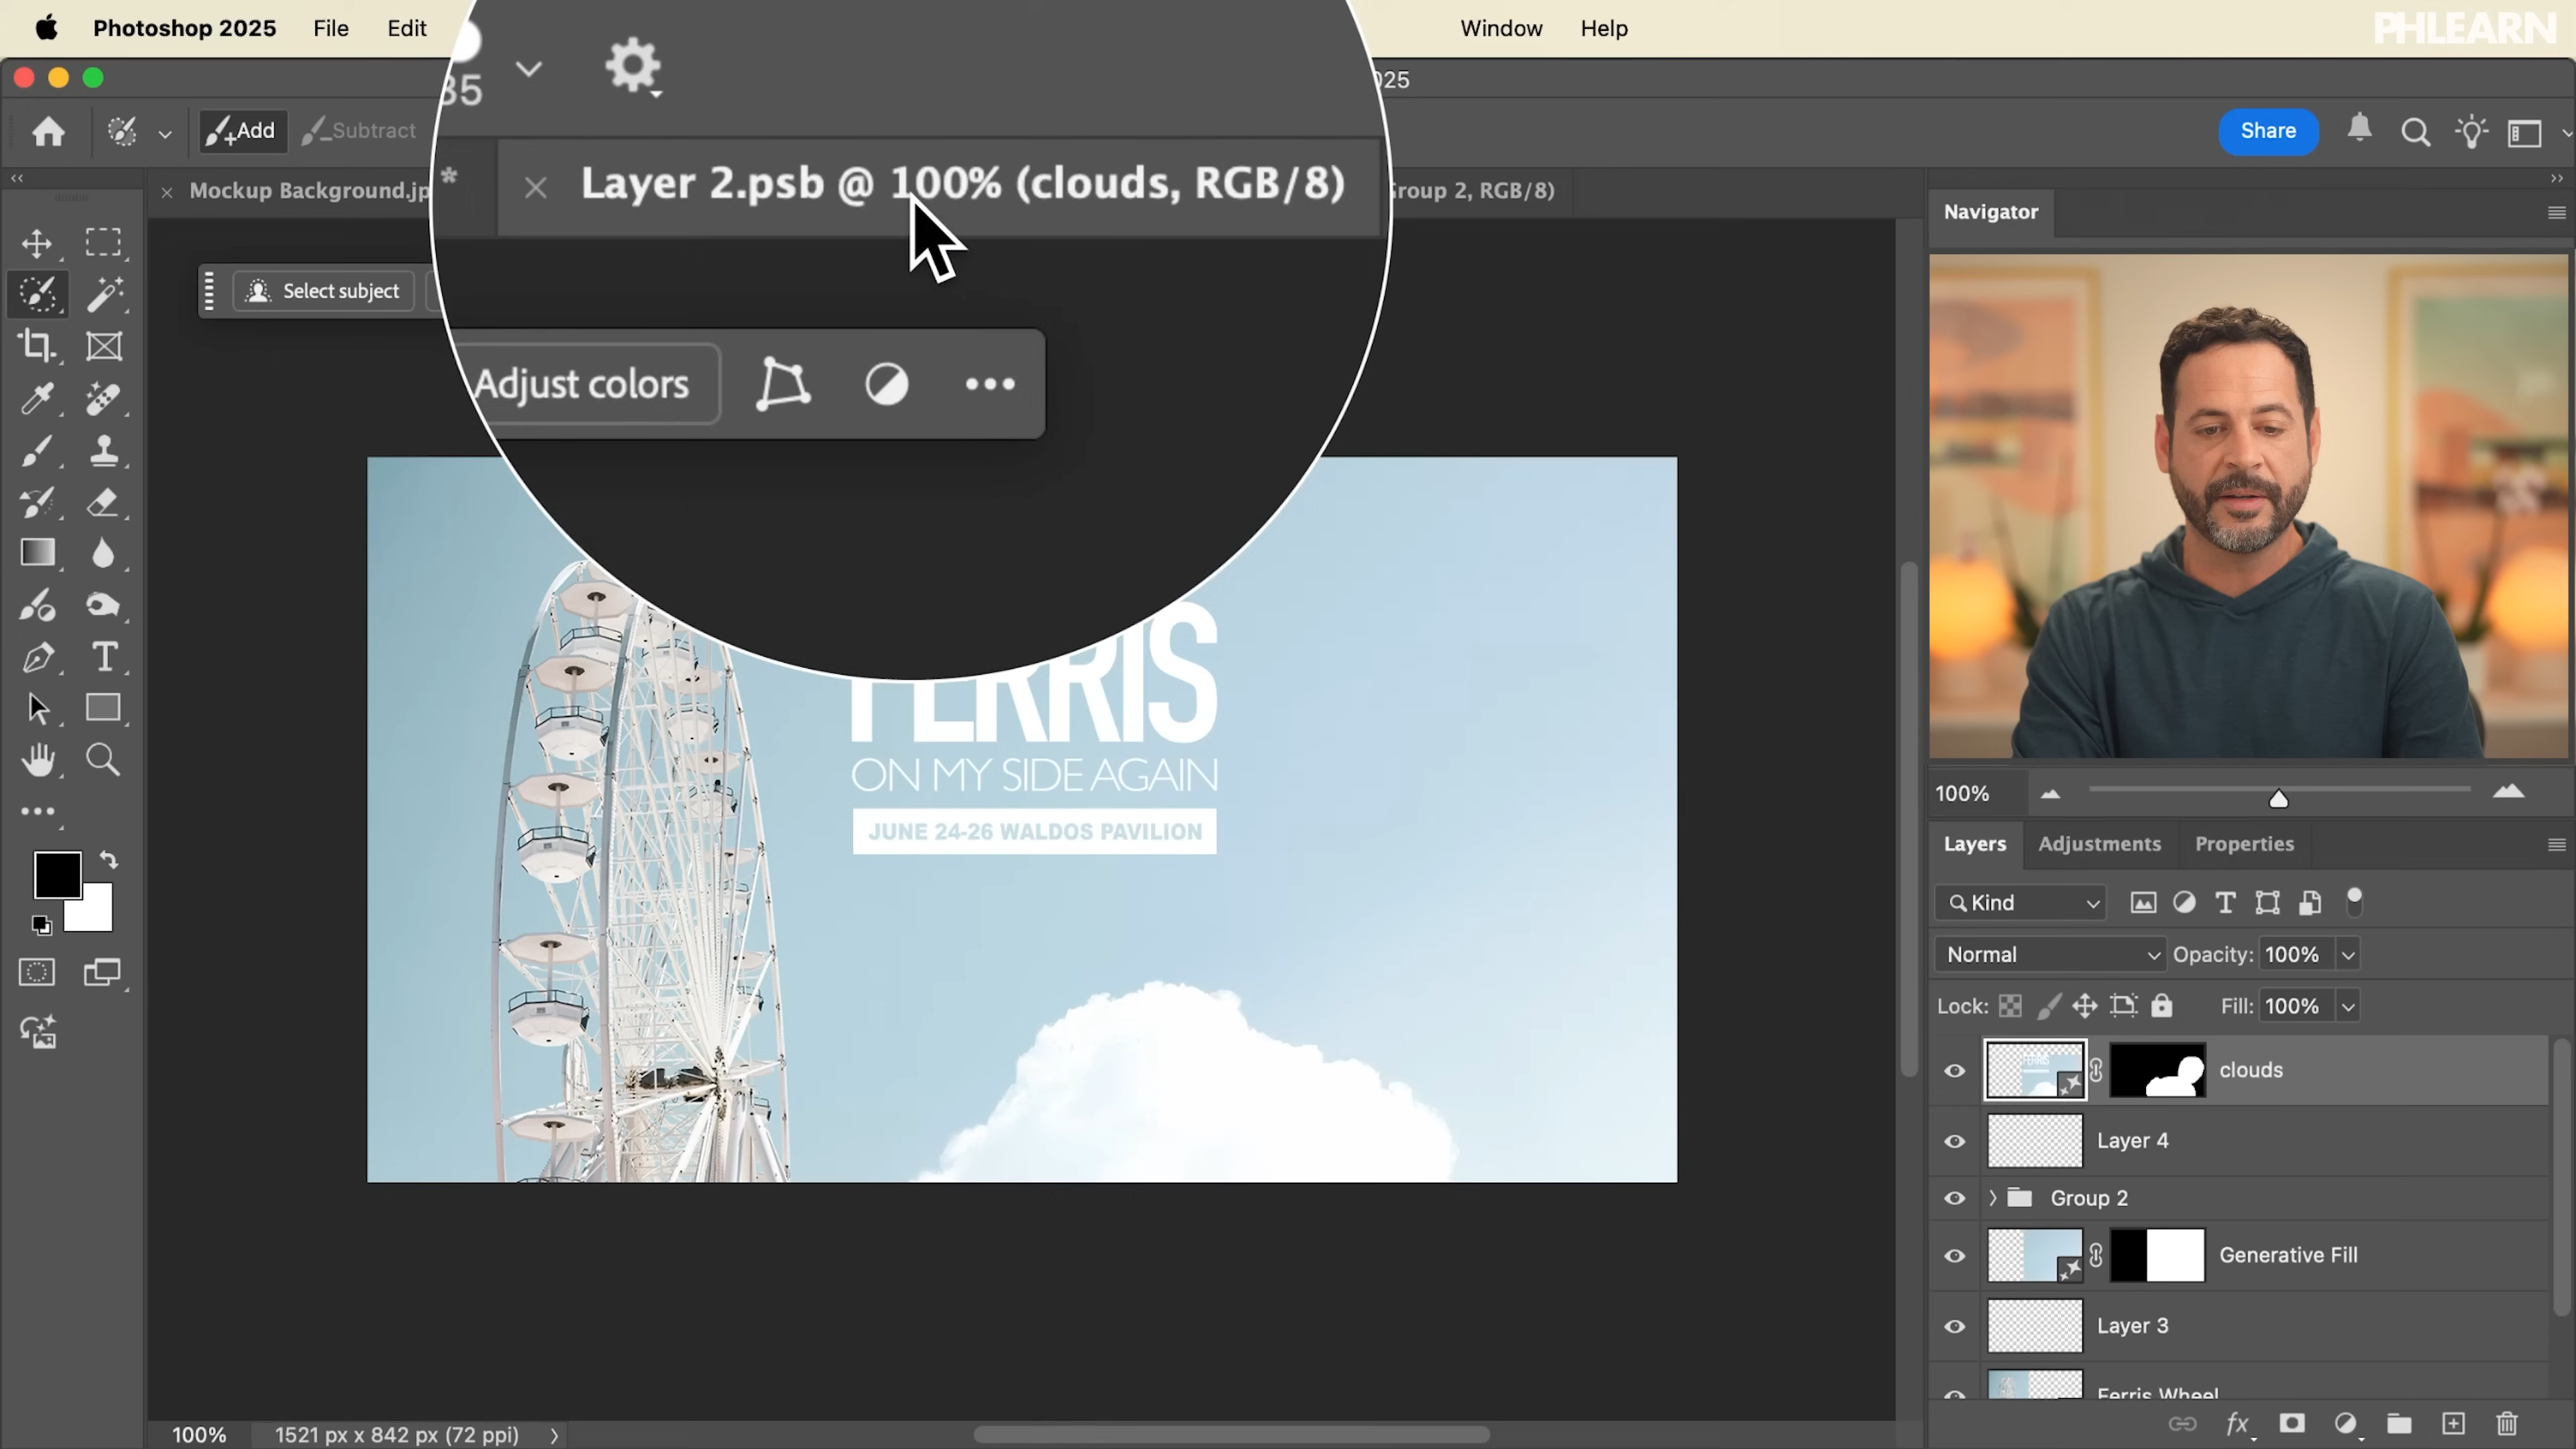 Photoshop 2025 File Edit Window Help PHLEARN
35
Add Subtract Share
Mockup Background.jp * Layer 2.psb @ 100% (clouds, RGB/8) Group 2, RGB/8)
Navigator
Select subject
Adjust colors
FERRIS
ON MY SIDE AGAIN
JUNE 24-26 WALDOS PAVILION
100%
Layers Adjustments Properties
Kind
Normal Opacity: 100%
Lock: Fill: 100%
clouds
Layer 4
Group 2
Generative Fill
Layer 3
Ferris Wheel
100% 1521 px x 842 px (72 ppi)